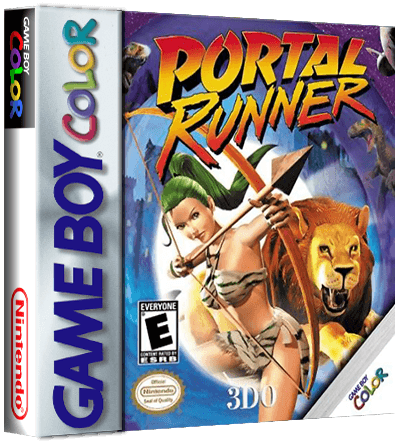 GAME BOY
COLOR
Nintendo
GAME BOY COLOR
PORTAL
RUNNER
EVERYONE
E
CONTENT RATED BY
ESRB
Official
Nintendo
Seal of Quality
3DO
GAME BOY
COLOR